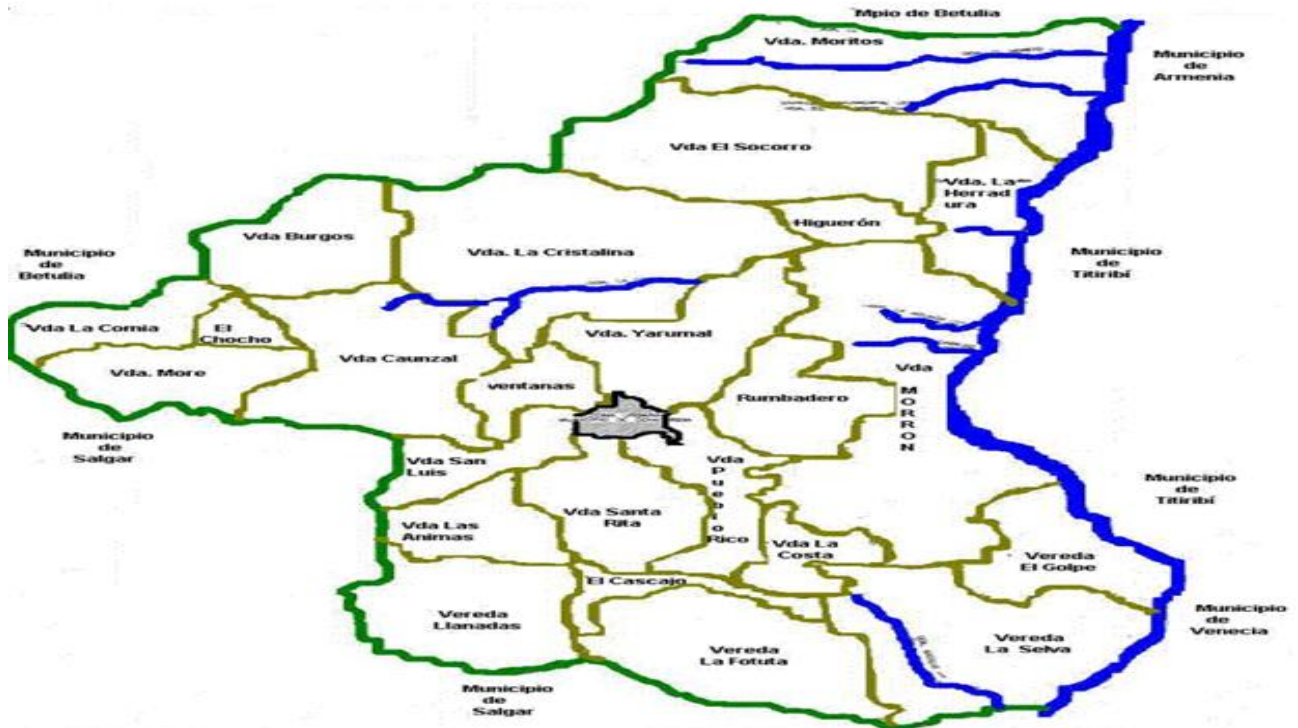 Mpio de Betulia
Vda. Moritos
Municipio
de
Armenia
Vda El Socorro
Vda. La
Herrad
ura
Higuerón
Vda Burgos
Vda. La Cristalina
Municipio
de
Betulia
Municipio
de
Titiribí
Vda La Comia
El
Chocho
Vda. Yarumal
Vda Caunzal
Vda. More
Vda
MORRON
ventanas
Rumbadero
Municipio
de
Salgar
Vda San
Luis
Vda
Pueblo
Rico
Municipio
de
Titiribí
Vda Santa
Rita
Vda Las
Animas
Vda La
Costa
Vereda
El Golpe
El Cascajo
Vereda
Llanadas
Municipio
de
Venecia
Vereda
La Selva
Vereda
La Fotuta
Municipio
de
Salgar